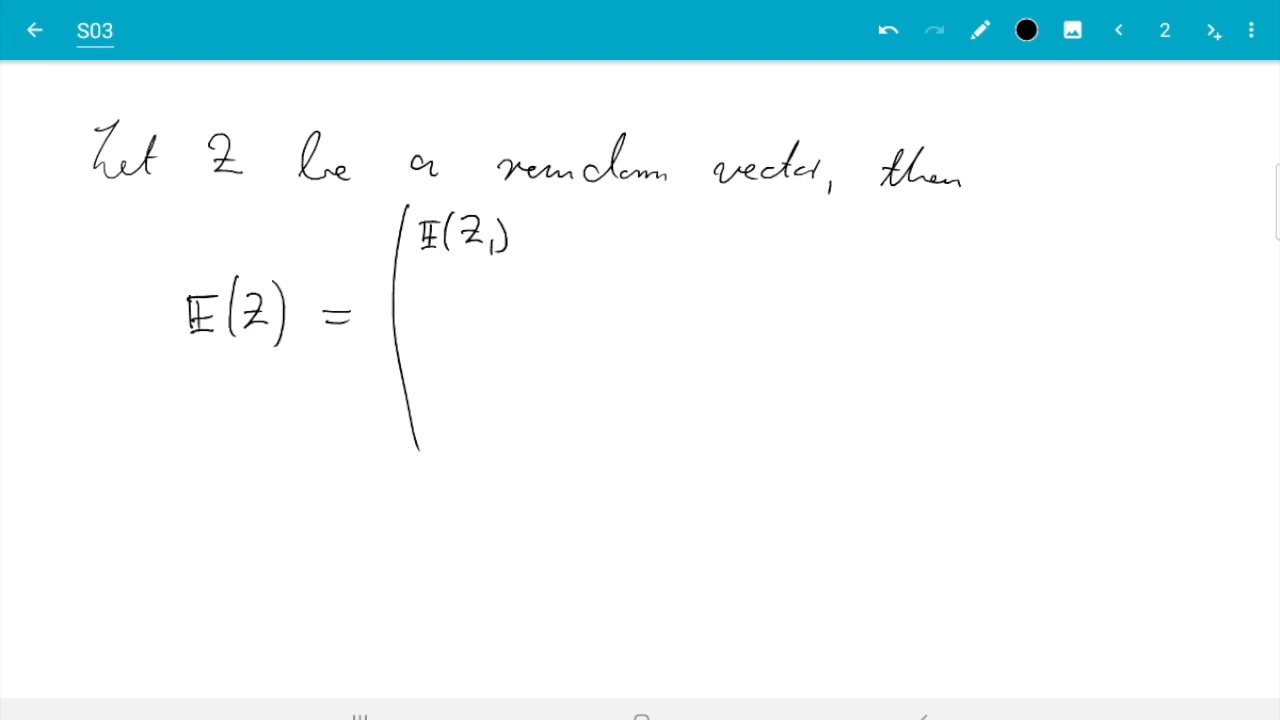 S03
2
Let Z be a random vector, then
𝔼(Z) = ( 𝔼(Z₁)